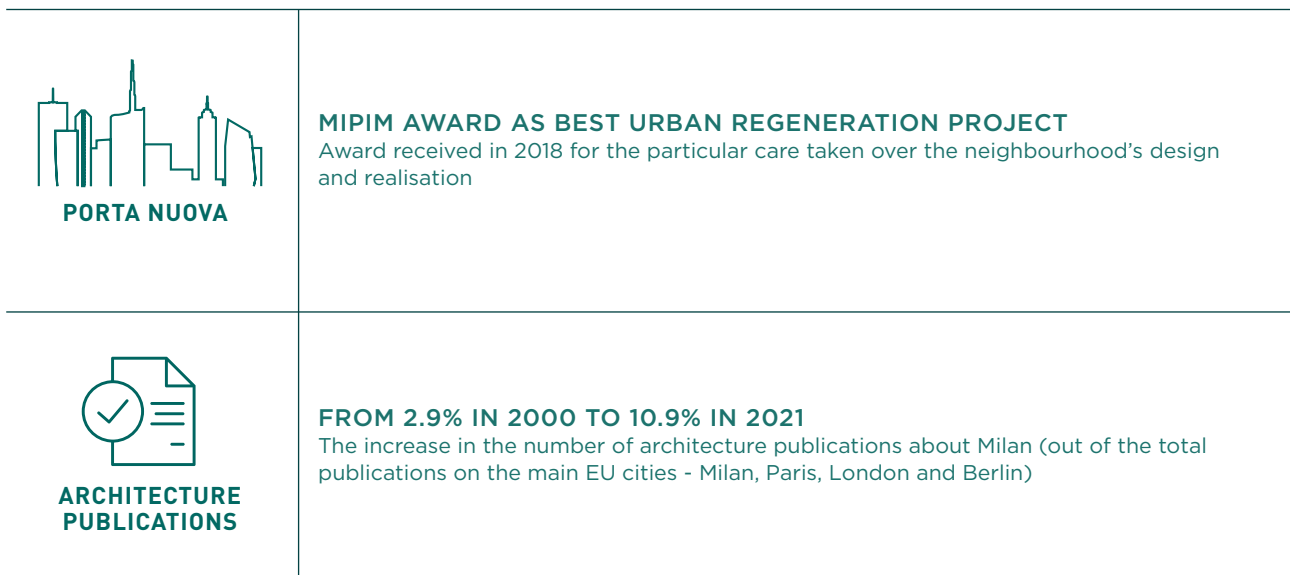 PORTA NUOVA
MIPIM AWARD AS BEST URBAN REGENERATION PROJECT
Award received in 2018 for the particular care taken over the neighbourhood's design
and realisation
ARCHITECTURE
PUBLICATIONS
FROM 2.9% IN 2000 TO 10.9% IN 2021
The increase in the number of architecture publications about Milan (out of the total
publications on the main EU cities - Milan, Paris, London and Berlin)